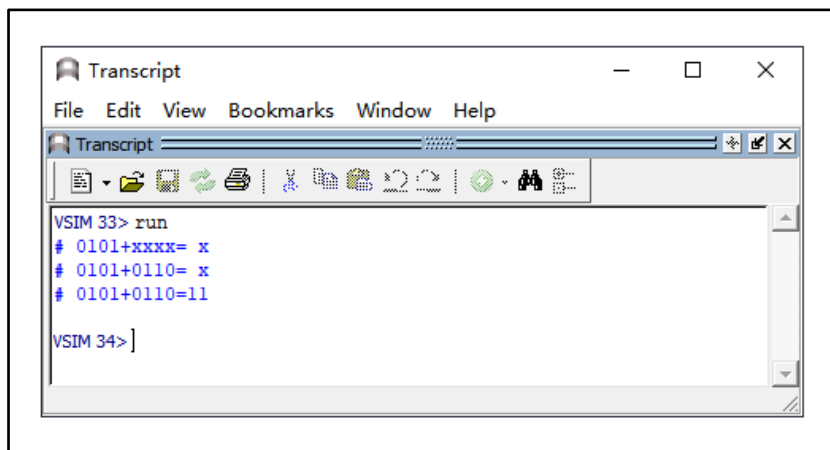 Transcript
File Edit View Bookmarks Window Help
Transcript
VSIM 33> run
# 0101+xxxx= x
# 0101+0110= x
# 0101+0110=11
VSIM 34>